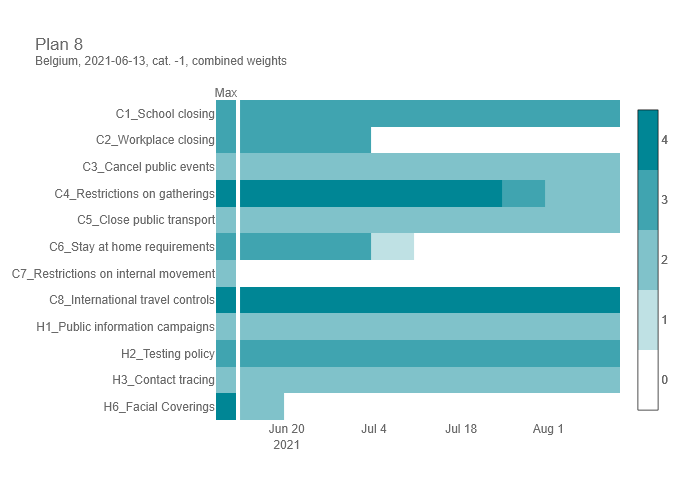 Plan 8
Belgium, 2021-06-13, cat. -1, combined weights
Max
C1_School closing
C2_Workplace closing
C3_Cancel public events
C4_Restrictions on gatherings
C5_Close public transport
C6_Stay at home requirements
C7_Restrictions on internal movement
C8_International travel controls
H1_Public information campaigns
H2_Testing policy
H3_Contact tracing
H6_Facial Coverings
Jun 20
2021
Jul 4
Jul 18
Aug 1
4
3
2
1
0